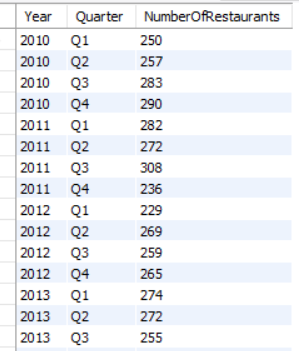 Year Quarter NumberOfRestaurants
2010 Q1 250
2010 Q2 257
2010 Q3 283
2010 Q4 290
2011 Q1 282
2011 Q2 272
2011 Q3 308
2011 Q4 236
2012 Q1 229
2012 Q2 269
2012 Q3 259
2012 Q4 265
2013 Q1 274
2013 Q2 272
2013 Q3 255